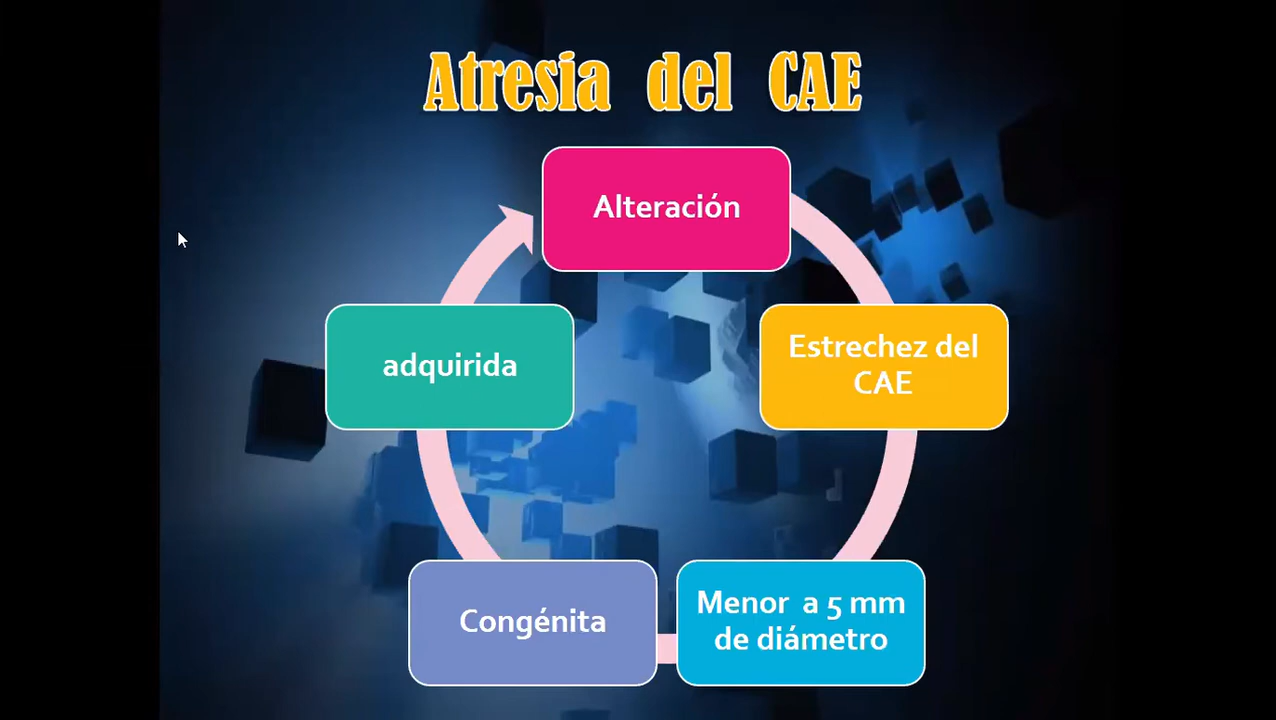 Atresia del CAE
Alteración
Estrechez del
CAE
Menor a 5 mm
de diámetro
Congénita
adquirida